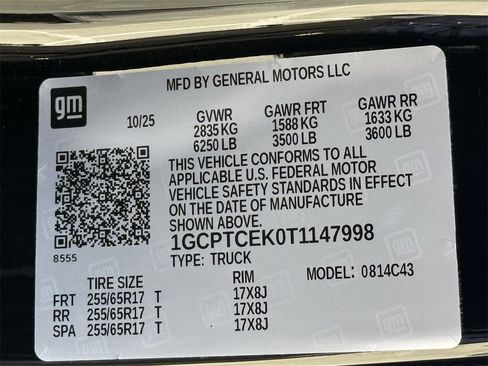 MFD BY GENERAL MOTORS LLC
gm
10/25 GVWR GAWR FRT GAWR RR
2835 KG 1588 KG 1633 KG
6250 LB 3500 LB 3600 LB
THIS VEHICLE CONFORMS TO ALL
APPLICABLE U.S. FEDERAL MOTOR
VEHICLE SAFETY STANDARDS IN EFFECT
ON THE DATE OF MANUFACTURE
SHOWN ABOVE.
1GCPTCEK0T1147998
8555
TYPE: TRUCK MODEL: 0814C43
TIRE SIZE RIM
FRT 255/65R17 T 17X8J
RR 255/65R17 T 17X8J
SPA 255/65R17 T 17X8J